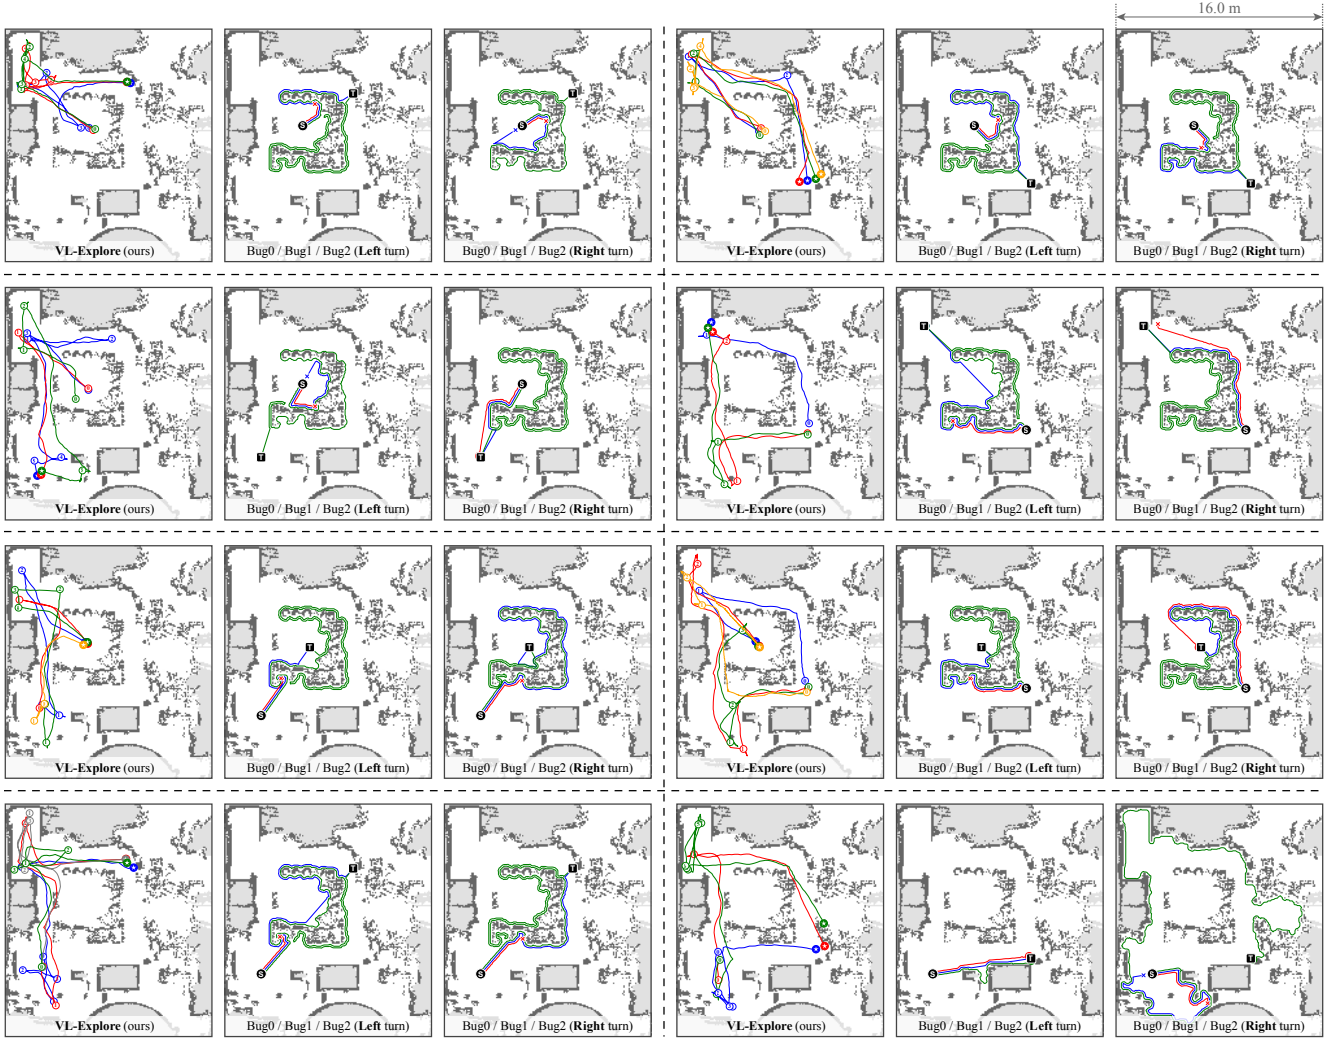 16.0 m
T
S
VL-Explore (ours)
Bug0 / Bug1 / Bug2 (Left turn)
T
S
Bug0 / Bug1 / Bug2 (Right turn)
VL-Explore (ours)
S
T
Bug0 / Bug1 / Bug2 (Left turn)
S
T
Bug0 / Bug1 / Bug2 (Right turn)
VL-Explore (ours)
S
T
Bug0 / Bug1 / Bug2 (Left turn)
S
T
Bug0 / Bug1 / Bug2 (Right turn)
VL-Explore (ours)
T
S
Bug0 / Bug1 / Bug2 (Left turn)
T
S
Bug0 / Bug1 / Bug2 (Right turn)
VL-Explore (ours)
T
S
Bug0 / Bug1 / Bug2 (Left turn)
T
S
Bug0 / Bug1 / Bug2 (Right turn)
VL-Explore (ours)
T
S
Bug0 / Bug1 / Bug2 (Left turn)
T
S
Bug0 / Bug1 / Bug2 (Right turn)
VL-Explore (ours)
T
S
Bug0 / Bug1 / Bug2 (Left turn)
T
S
Bug0 / Bug1 / Bug2 (Right turn)
VL-Explore (ours)
T
S
Bug0 / Bug1 / Bug2 (Left turn)
T
S
Bug0 / Bug1 / Bug2 (Right turn)